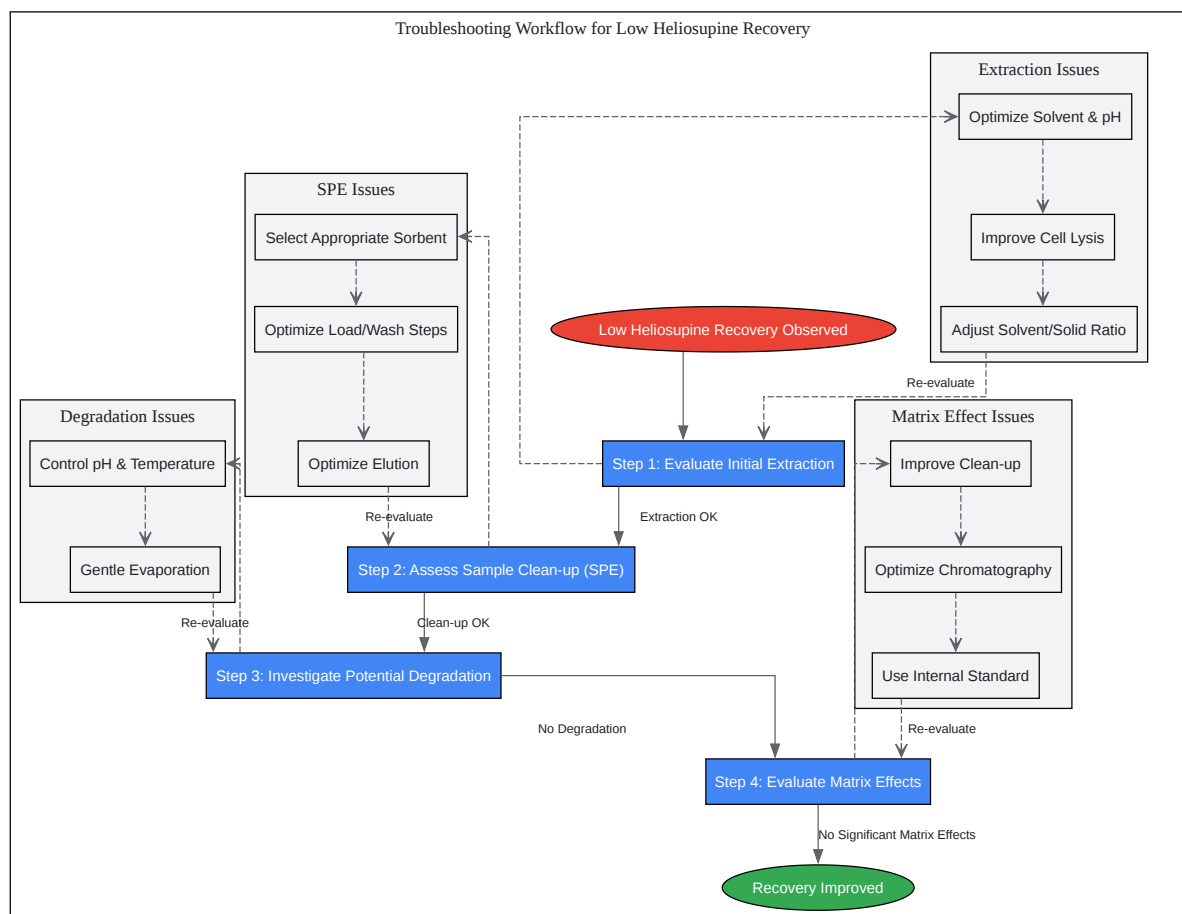 Troubleshooting Workflow for Low Heliosupine Recovery
Extraction Issues
Optimize Solvent & pH
Improve Cell Lysis
Adjust Solvent/Solid Ratio
Re-evaluate
SPE Issues
Select Appropriate Sorbent
Optimize Load/Wash Steps
Optimize Elution
Re-evaluate
Low Heliosupine Recovery Observed
Step 1: Evaluate Initial Extraction
Extraction OK
Step 2: Assess Sample Clean-up (SPE)
Clean-up OK
Degradation Issues
Control pH & Temperature
Gentle Evaporation
Re-evaluate
Step 3: Investigate Potential Degradation
No Degradation
Matrix Effect Issues
Improve Clean-up
Optimize Chromatography
Use Internal Standard
Re-evaluate
Step 4: Evaluate Matrix Effects
No Significant Matrix Effects
Recovery Improved